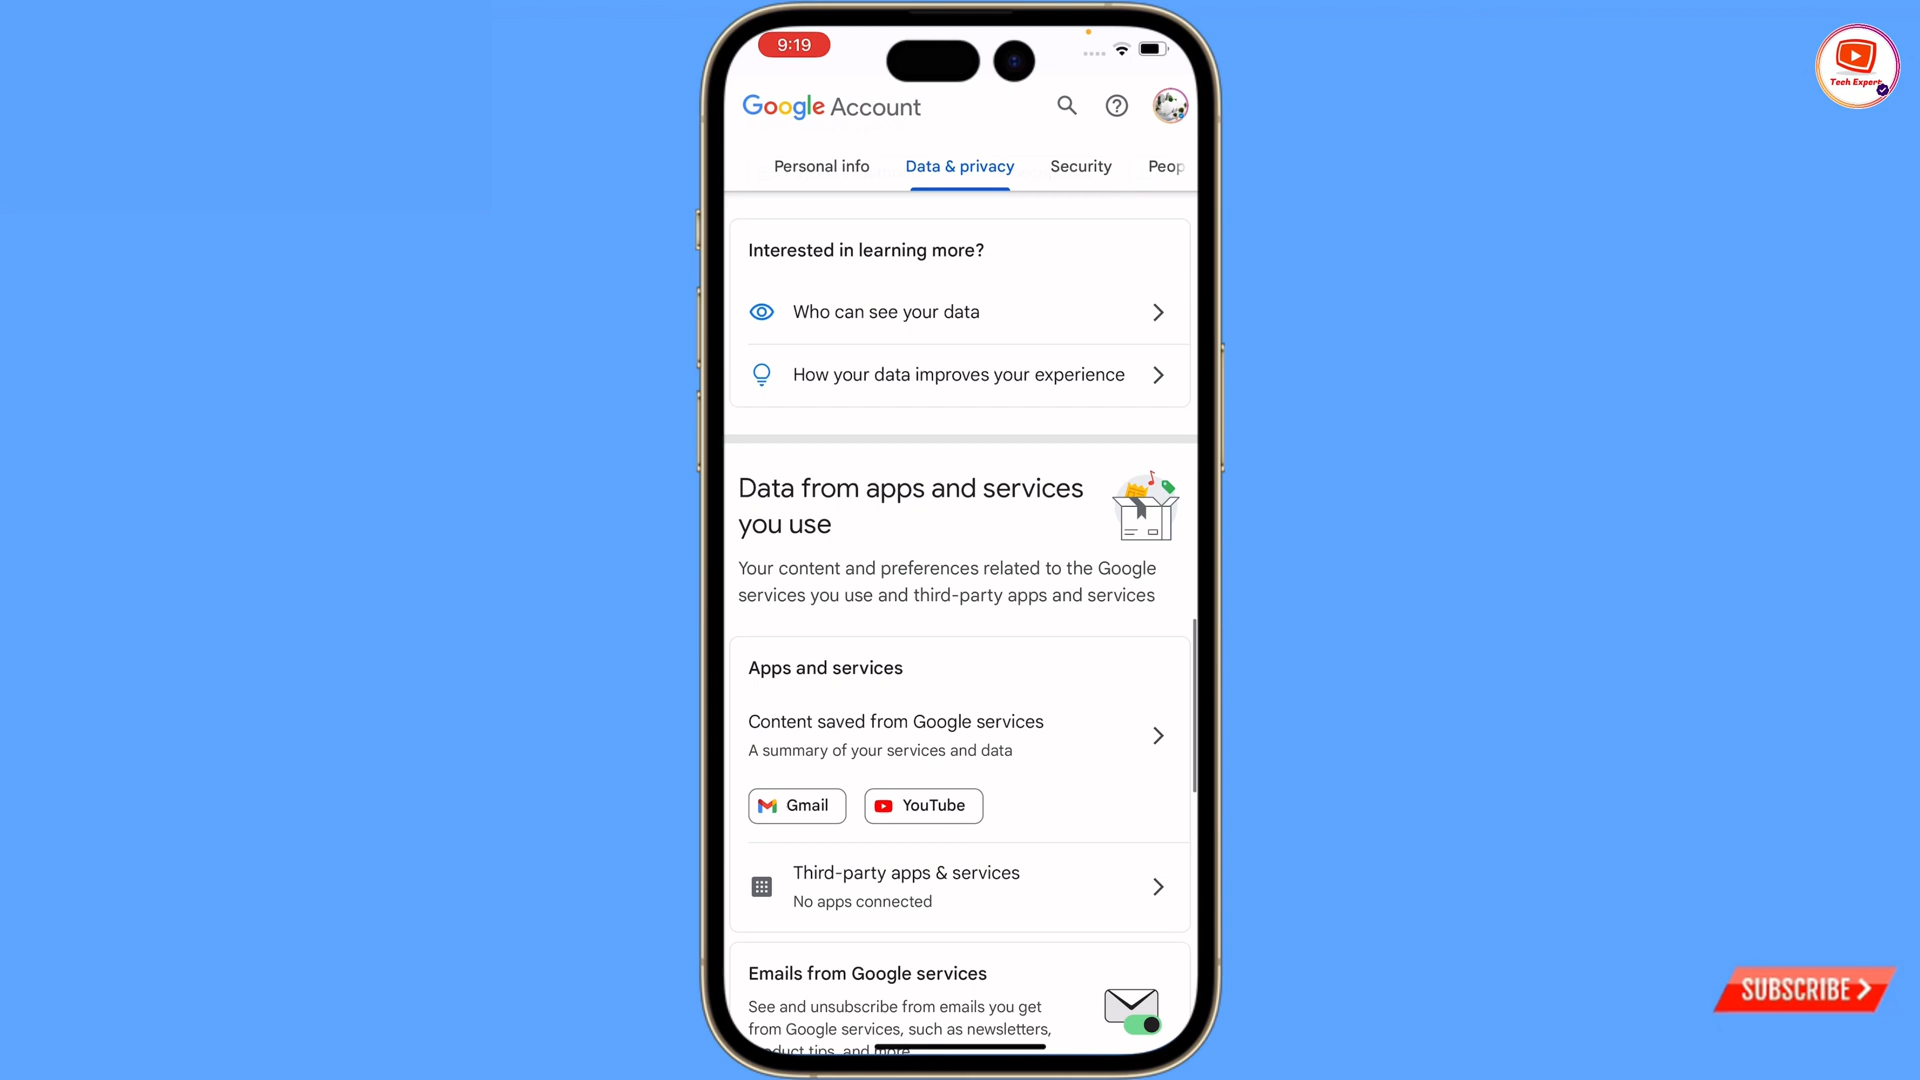 9:19
Tech Expert
Google Account
Personal info Data & privacy Security Peop
Interested in learning more?
Who can see your data
How your data improves your experience
Data from apps and services
you use
Your content and preferences related to the Google
services you use and third-party apps and services
Apps and services
Content saved from Google services
A summary of your services and data
Gmail YouTube
Third-party apps & services
No apps connected
Emails from Google services
See and unsubscribe from emails you get
from Google services, such as newsletters,
duct tips, and more
SUBSCRIBE